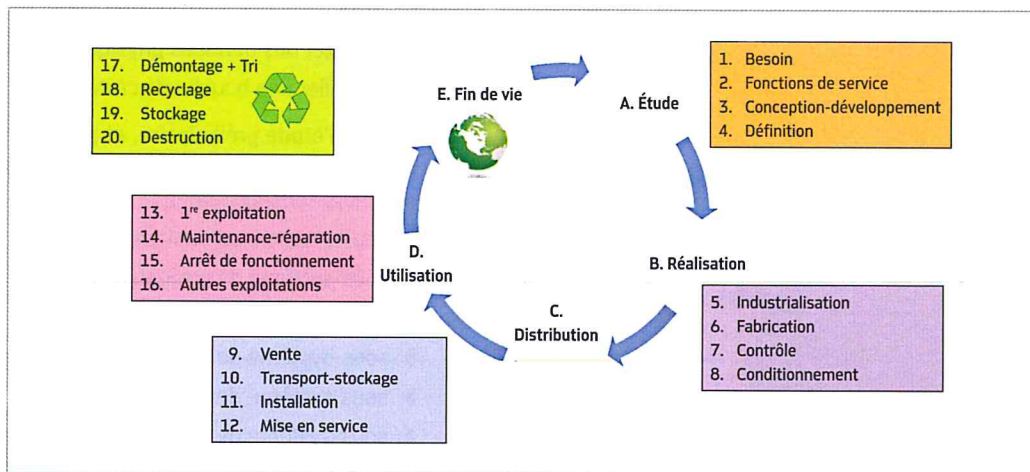 A. Étude
1. Besoin
2. Fonctions de service
3. Conception-développement
4. Définition
B. Réalisation
5. Industrialisation
6. Fabrication
7. Contrôle
8. Conditionnement
C.
Distribution
9. Vente
10. Transport-stockage
11. Installation
12. Mise en service
D.
Utilisation
13. 1re exploitation
14. Maintenance-réparation
15. Arrêt de fonctionnement
16. Autres exploitations
E. Fin de vie
17. Démontage + Tri
18. Recyclage
19. Stockage
20. Destruction